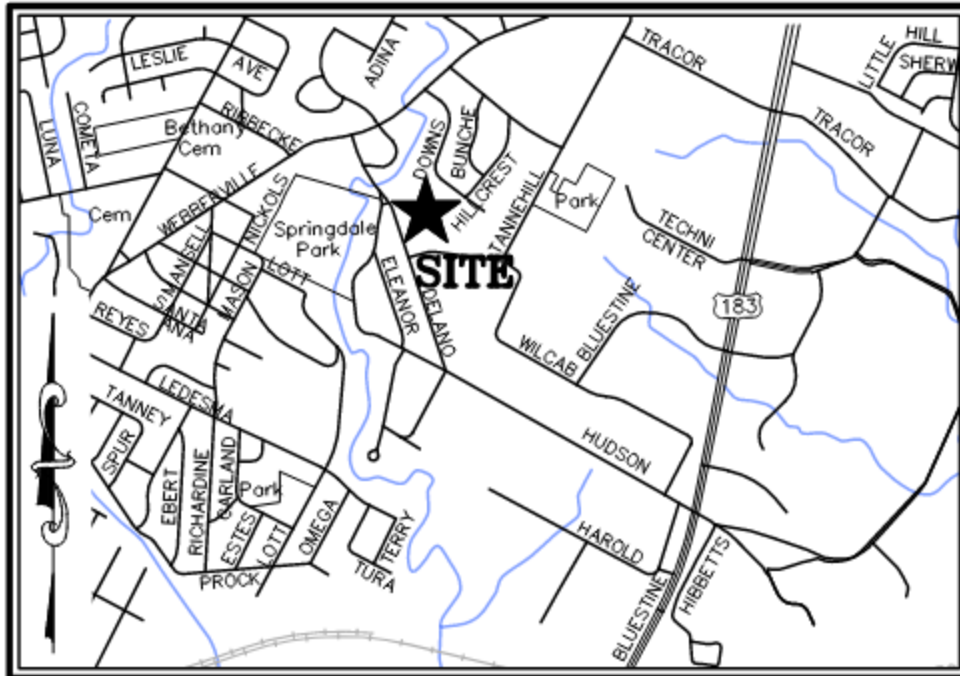 LESLIE
AVE
ADINA
TRACOR
LITTLE
HILL
SHERW
LUNA
COMETA
Bethany
Cem
RIBBECKE
DOWNS
BUNCHE
TRACOR
Cem
WEBBERVILLE
NICKOLS
Springdale
Park
HILLCREST
TANNEHILL
Park
TECHNI
CENTER
MANSELL
MASON
LOTT
SITE
ELEANOR
DELANO
REYES
SANTA
ANA
183
WILCAB
BLUESTINE
TANNEY
LEDESMA
SPUR
EBERT
RICHARDINE
GARLAND
Park
ESTES
LOTT
OMEGA
PROCK
TURA
TERRY
HUDSON
HAROLD
BLUESTINE
HIBBETTS